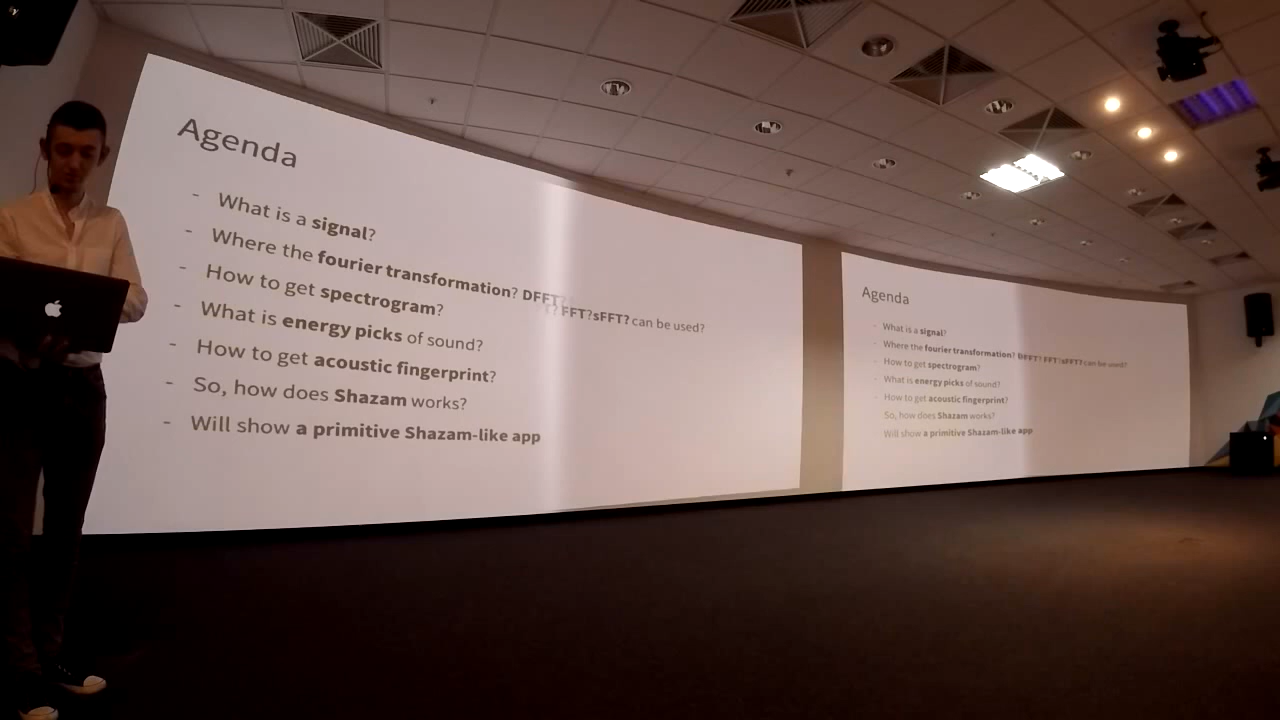 Agenda
- What is a signal?
- Where the fourier transformation? DFFT? FFT?sFFT? can be used?
- How to get spectrogram?
- What is energy picks of sound?
- How to get acoustic fingerprint?
- So, how does Shazam works?
- Will show a primitive Shazam-like app
Agenda
- What is a signal?
- Where the fourier transformation? DFFT? FFT?sFFT? can be used?
- How to get spectrogram?
- What is energy picks of sound?
- How to get acoustic fingerprint?
So, how does Shazam works?
Will show a primitive Shazam-like app